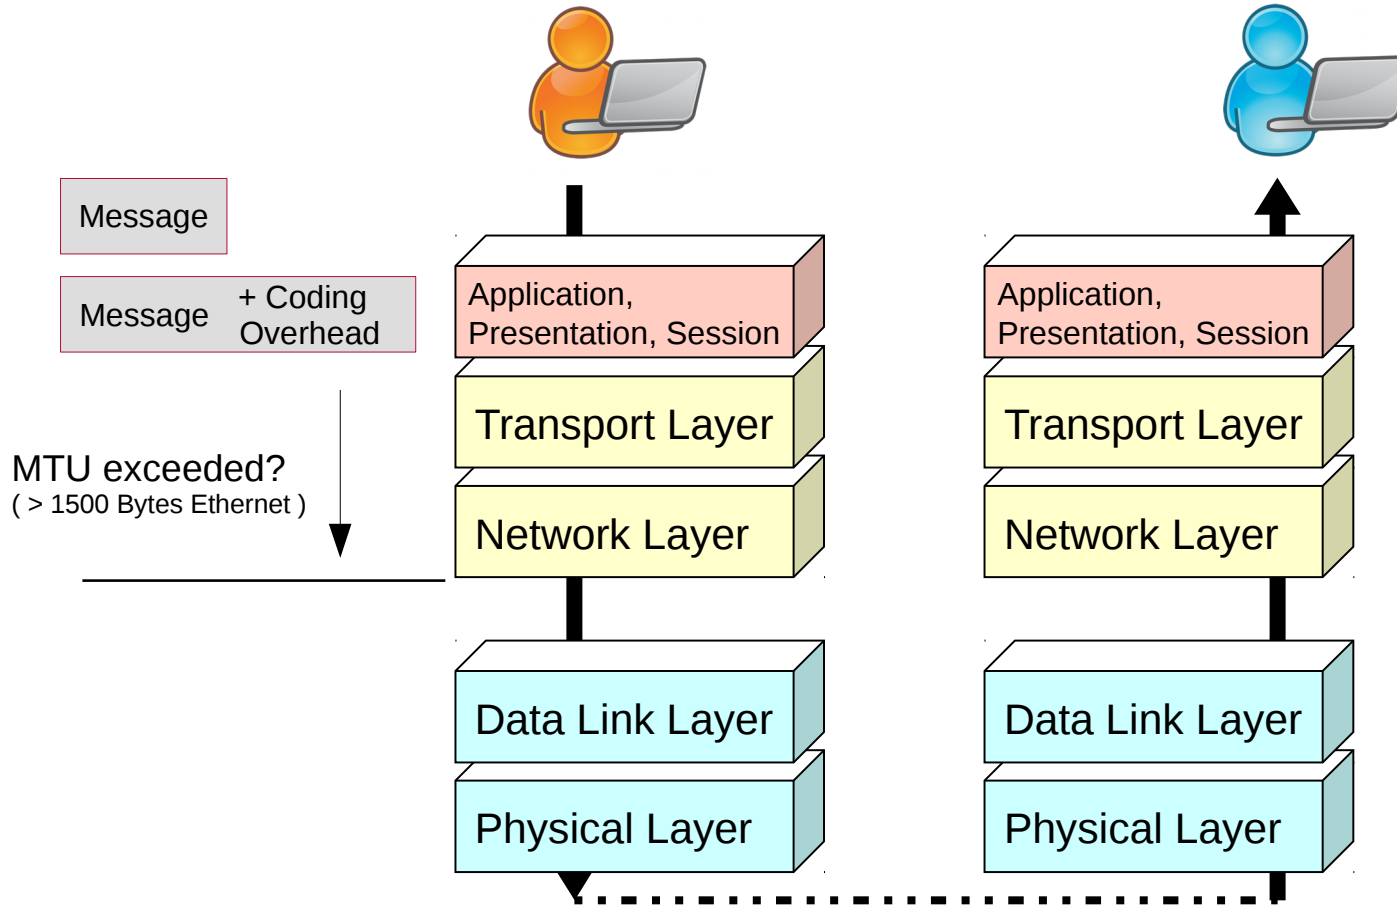 Message
Message + Coding
Overhead
MTU exceeded?
( > 1500 Bytes Ethernet )
Application,
Presentation, Session
Transport Layer
Network Layer
Data Link Layer
Physical Layer
Application,
Presentation, Session
Transport Layer
Network Layer
Data Link Layer
Physical Layer